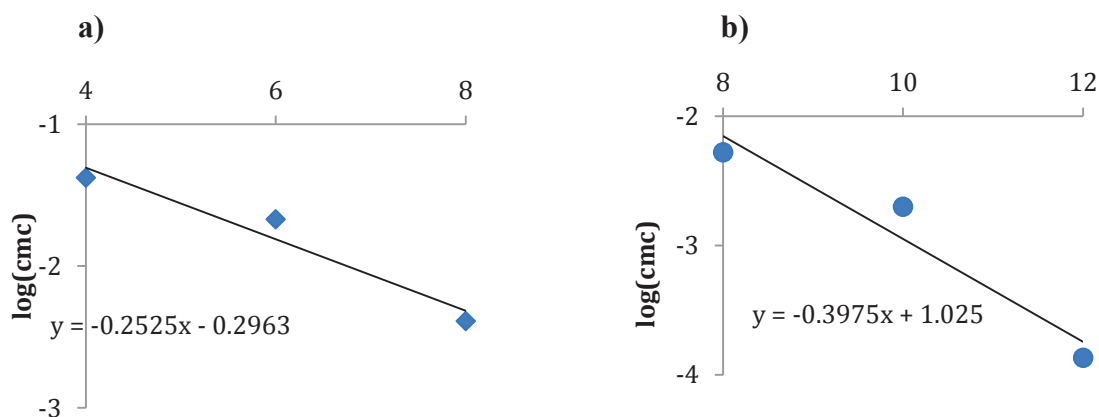 a)
4 6 8
-1
-2
-3
log(cmc)
y = -0.2525x - 0.2963
b)
8 10 12
-2
-3
-4
log(cmc)
y = -0.3975x + 1.025